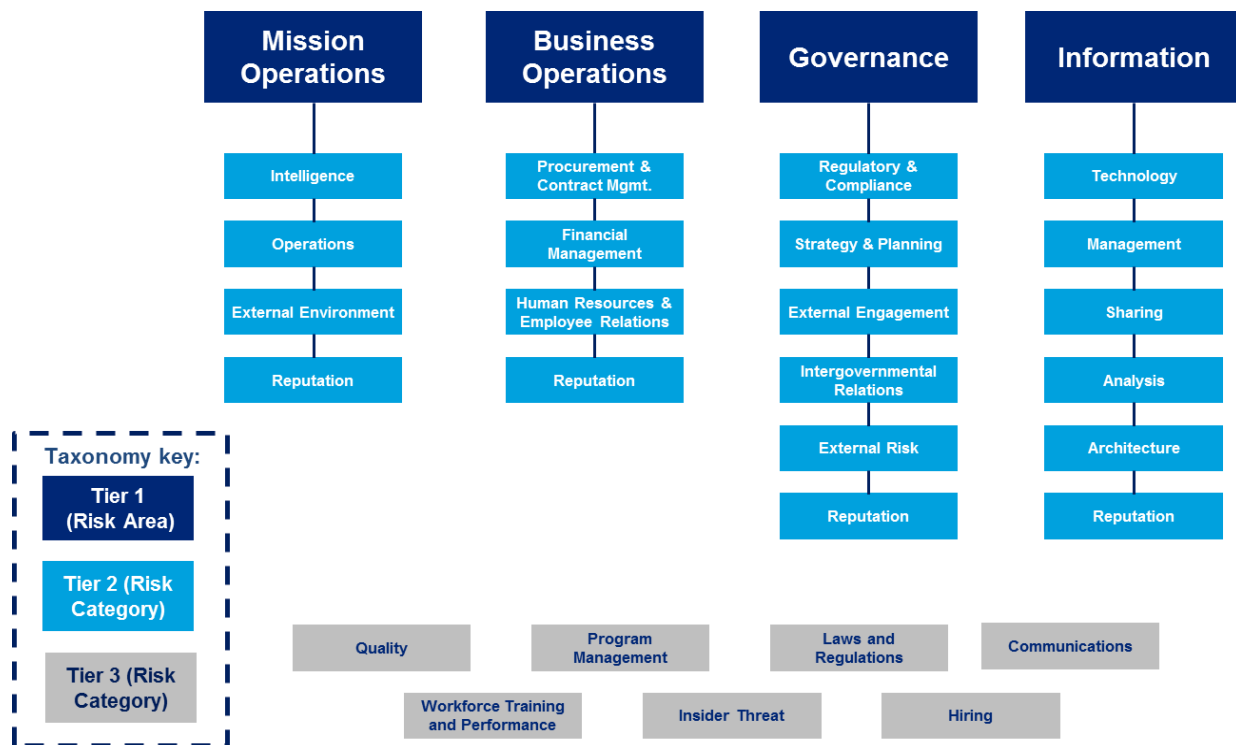 Mission
Operations
Business
Operations
Governance
Information
Intelligence
Operations
External Environment
Reputation
Procurement &
Contract Mgmt.
Financial
Management
Human Resources &
Employee Relations
Reputation
Regulatory &
Compliance
Strategy & Planning
External Engagement
Intergovernmental
Relations
External Risk
Reputation
Technology
Management
Sharing
Analysis
Architecture
Reputation
Taxonomy key:
Tier 1
(Risk Area)
Tier 2 (Risk
Category)
Tier 3 (Risk
Category)
Quality
Program
Management
Laws and
Regulations
Communications
Workforce Training
and Performance
Insider Threat
Hiring